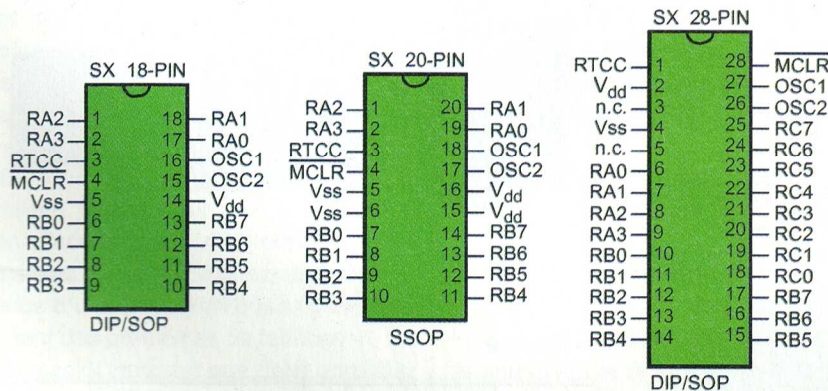 SX 18-PIN
RA2 1 18 RA1
RA3 2 17 RA0
RTCC 3 16 OSC1
MCLR 4 15 OSC2
Vss 5 14 Vdd
RB0 6 13 RB7
RB1 7 12 RB6
RB2 8 11 RB5
RB3 9 10 RB4
DIP/SOP
SX 20-PIN
RA2 1 20 RA1
RA3 2 19 RA0
RTCC 3 18 OSC1
MCLR 4 17 OSC2
Vss 5 16 Vdd
Vss 6 15 Vdd
RB0 7 14 RB7
RB1 8 13 RB6
RB2 9 12 RB5
RB3 10 11 RB4
SSOP
SX 28-PIN
RTCC 1 28 MCLR
Vdd 2 27 OSC1
n.c. 3 26 OSC2
Vss 4 25 RC7
n.c. 5 24 RC6
RA0 6 23 RC5
RA1 7 22 RC4
RA2 8 21 RC3
RA3 9 20 RC2
RB0 10 19 RC1
RB1 11 18 RC0
RB2 12 17 RB7
RB3 13 16 RB6
RB4 14 15 RB5
DIP/SOP